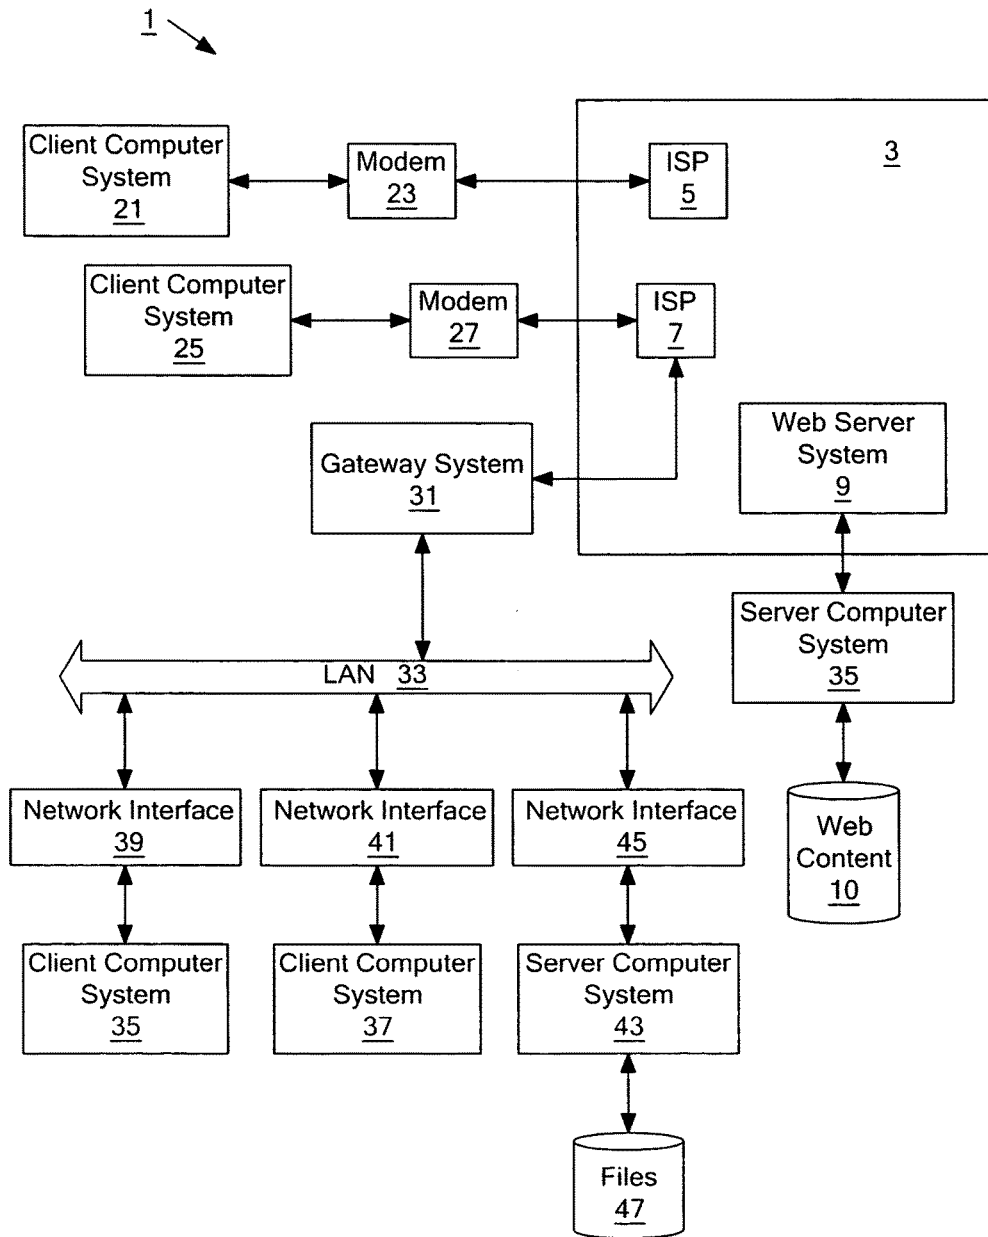 1
3
Client Computer
System
21
Modem
23
ISP
5
Client Computer
System
25
Modem
27
ISP
7
Gateway System
31
Web Server
System
9
Server Computer
System
35
LAN 33
Network Interface
39
Network Interface
41
Network Interface
45
Web
Content
10
Client Computer
System
35
Client Computer
System
37
Server Computer
System
43
Files
47